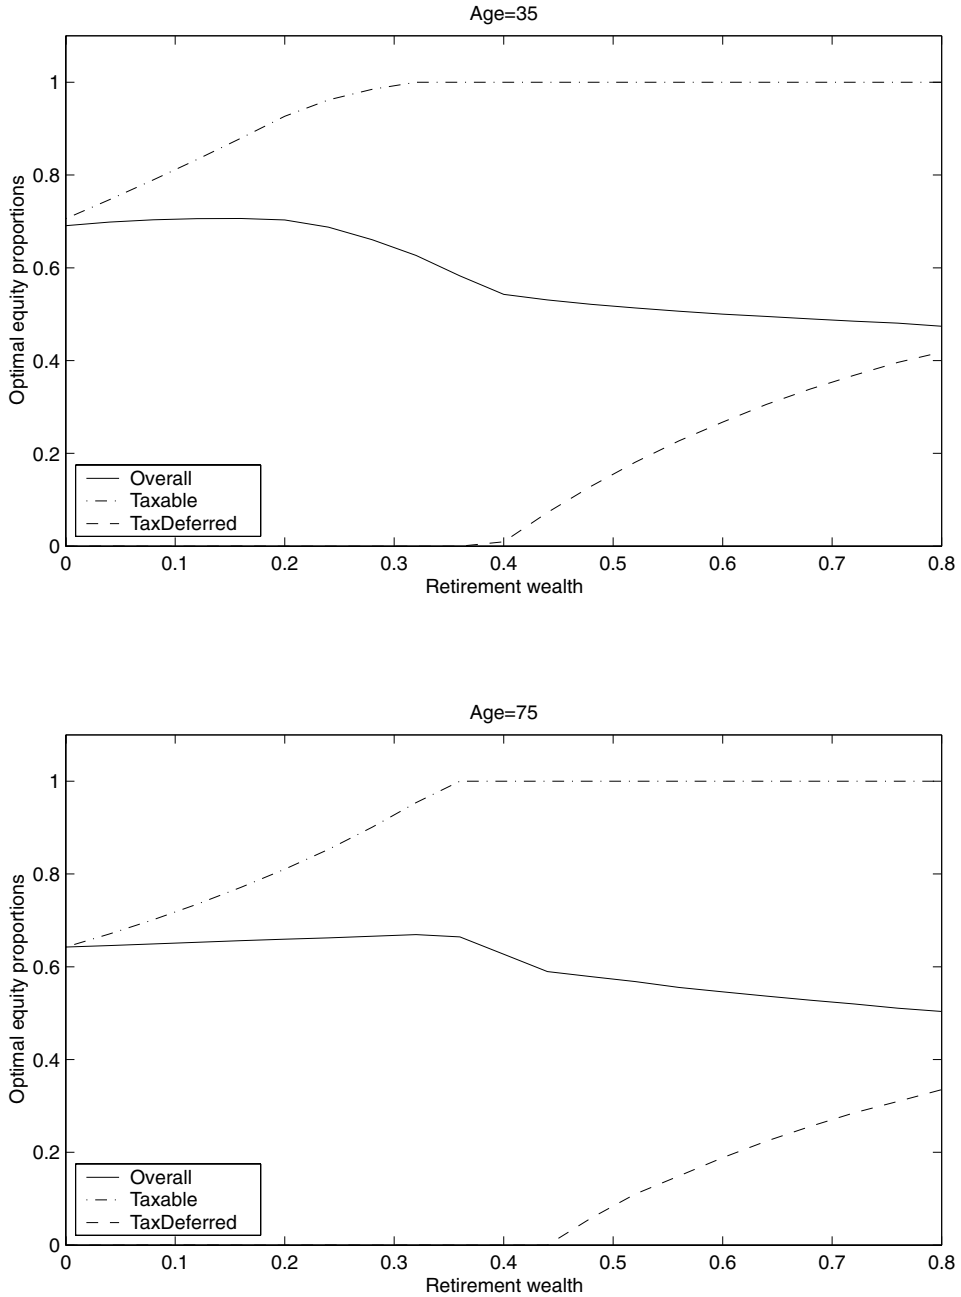 Age=35
1
0.8
0.6
0.4
0.2
0
Optimal equity proportions
Overall
Taxable
TaxDeferred
0 0.1 0.2 0.3 0.4 0.5 0.6 0.7 0.8
Retirement wealth
Age=75
1
0.8
0.6
0.4
0.2
0
Optimal equity proportions
Overall
Taxable
TaxDeferred
0 0.1 0.2 0.3 0.4 0.5 0.6 0.7 0.8
Retirement wealth